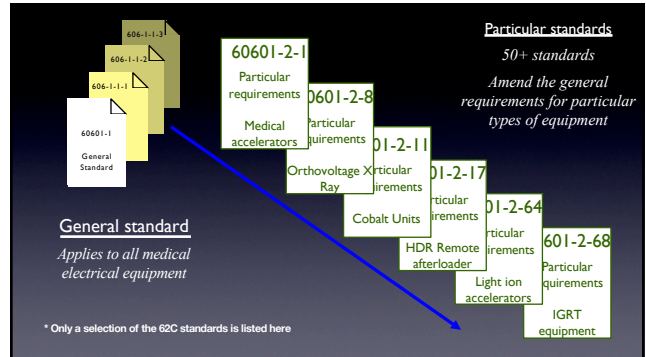 606-1-1-3
606-1-1-2
606-1-1-1
60601-1
General
Standard
General standard
Applies to all medical
electrical equipment
60601-2-1
Particular
requirements
Medical
accelerators
0601-2-8
Particular
quirements
Orthovoltage X
Ray
01-2-11
rticular
irements
Cobalt Units
01-2-17
rticular
irements
HDR Remote
afterloader
01-2-64
rticular
irements
Light ion
accelerators
601-2-68
Particular
quirements
IGRT
equipment
Particular standards
50+ standards
Amend the general
requirements for particular
types of equipment
* Only a selection of the 62C standards is listed here